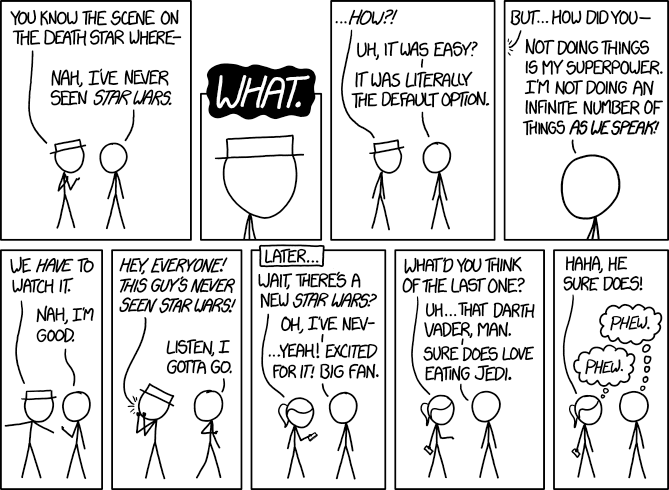 YOU KNOW THE SCENE ON
THE DEATH STAR WHERE–
NAH, I'VE NEVER
SEEN STAR WARS.
WHAT.
...HOW?!
UH, IT WAS EASY?
IT WAS LITERALLY
THE DEFAULT OPTION.
BUT... HOW DID YOU—
NOT DOING THINGS
IS MY SUPERPOWER.
I'M NOT DOING AN
INFINITE NUMBER OF
THINGS AS WE SPEAK!
WE HAVE TO
WATCH IT.
NAH, I'M
GOOD.
HEY, EVERYONE!
THIS GUY'S NEVER
SEEN STAR WARS!
LISTEN, I
GOTTA GO.
LATER...
WAIT, THERE'S A
NEW STAR WARS?
OH, I'VE NEV–
...YEAH! EXCITED
FOR IT! BIG FAN.
WHAT'D YOU THINK
OF THE LAST ONE?
UH... THAT DARTH
VADER, MAN.
SURE DOES LOVE
EATING JEDI.
HAHA, HE
SURE DOES!
PHEW.
PHEW.